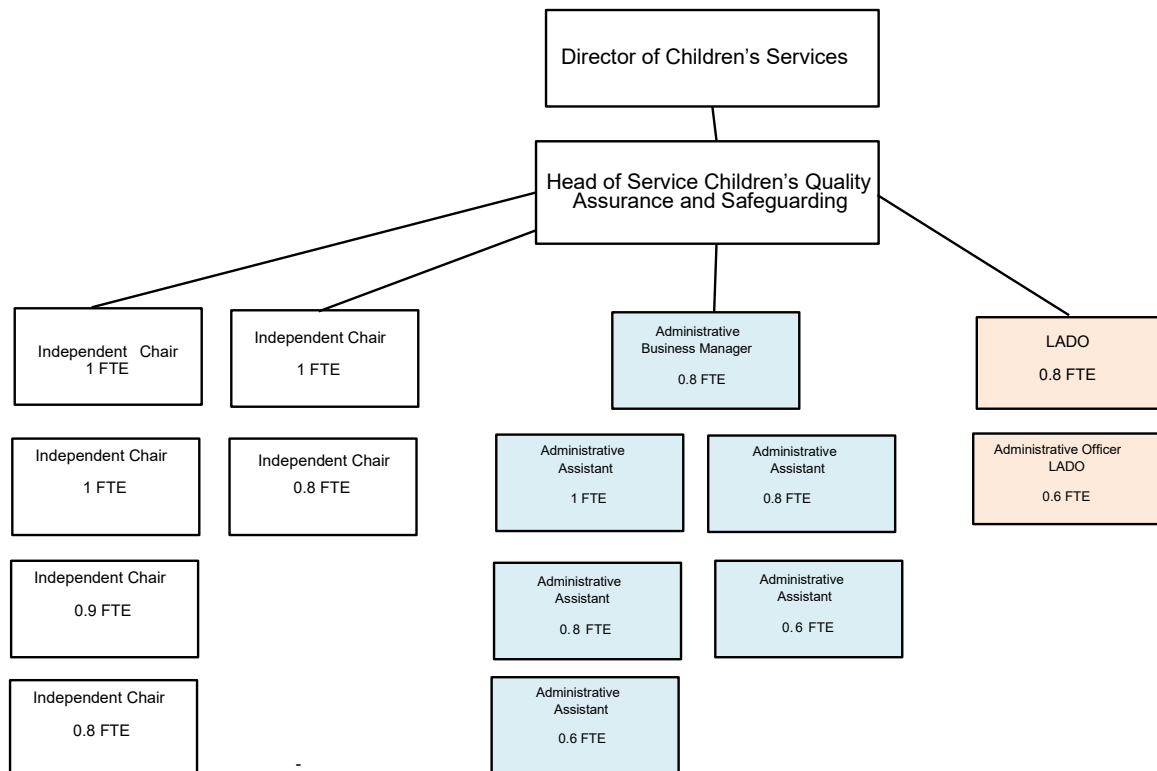 Director of Children’s Services
Head of Service Children’s Quality
Assurance and Safeguarding
Independent Chair
1 FTE
Independent Chair
1 FTE
Administrative
Business Manager
0.8 FTE
LADO
0.8 FTE
Independent Chair
1 FTE
Independent Chair
0.8 FTE
Administrative
Assistant
1 FTE
Administrative
Assistant
0.8 FTE
Administrative Officer
LADO
0.6 FTE
Independent Chair
0.9 FTE
Administrative
Assistant
0.8 FTE
Administrative
Assistant
0.6 FTE
Independent Chair
0.8 FTE
Administrative
Assistant
0.6 FTE
-